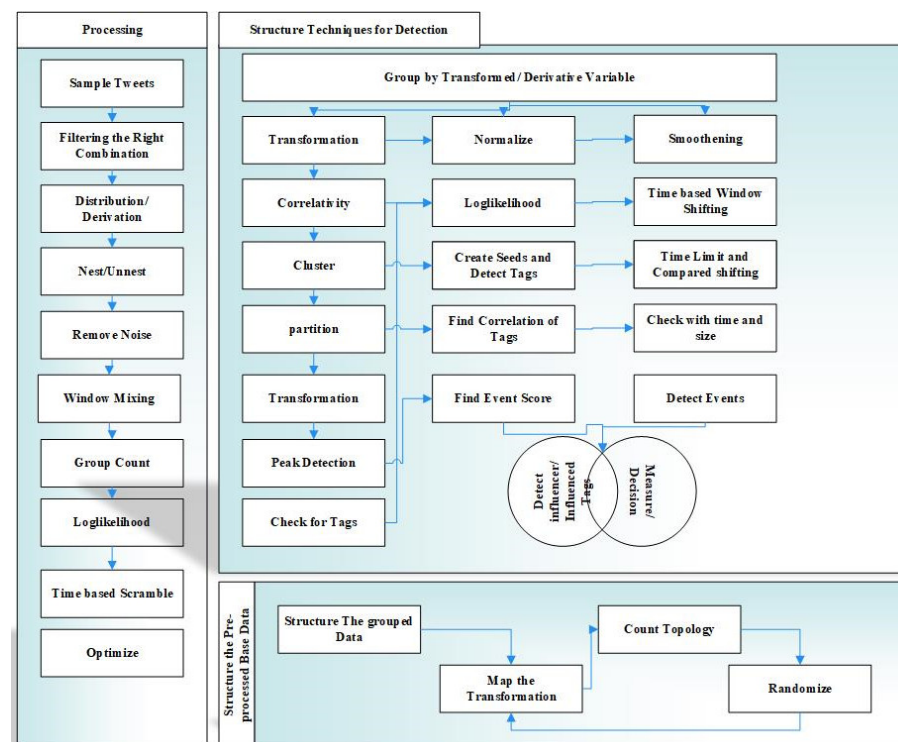 Processing
Sample Tweets
Filtering the Right
Combination
Distribution/
Derivation
Nest/Unnest
Remove Noise
Window Mixing
Group Count
Loglikelihood
Time based Scramble
Optimize
Structure Techniques for Detection
Group by Transformed/ Derivative Variable
Transformation
Normalize
Smoothening
Correlativity
Loglikelihood
Time based Window
Shifting
Cluster
Create Seeds and
Detect Tags
Time Limit and
Compared shifting
partition
Find Correlation of
Tags
Check with time and
size
Transformation
Find Event Score
Detect Events
Peak Detection
Check for Tags
Detect
influencer/
Influenced
Tags
Measure/
Decision
Structure the Pre-
processed Base Data
Structure The grouped
Data
Count Topology
Map the
Transformation
Randomize